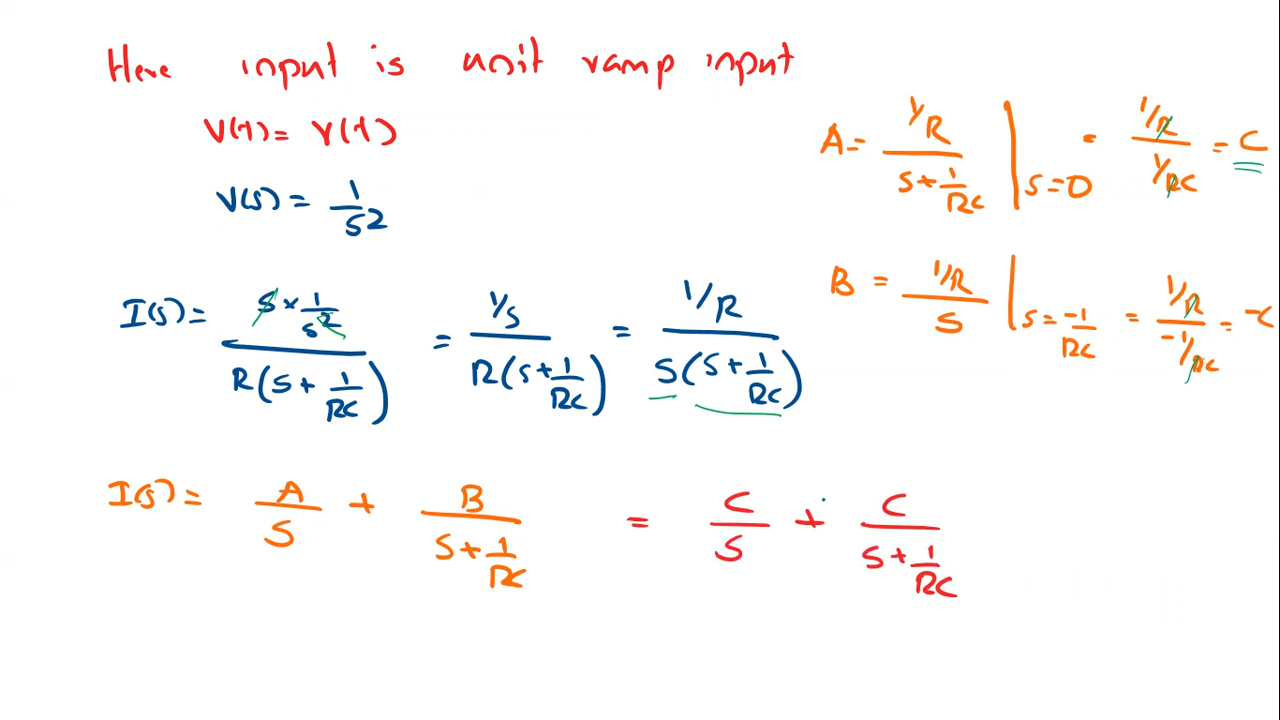 Here input is unit ramp input
V(t) = r(t)
V(s) = 1/s2
I(s) = s × 1/s2 / R(s + 1/RC) = 1/s / R(s + 1/RC) = 1/R / s(s + 1/RC)
I(s) = A/s + B/(s + 1/RC) = C/s + C/(s + 1/RC)
A = 1/R / (s + 1/RC) | s = 0 = 1/R / 1/RC = C
B = 1/R / s | s = -1/RC = 1/R / -1/RC = -C